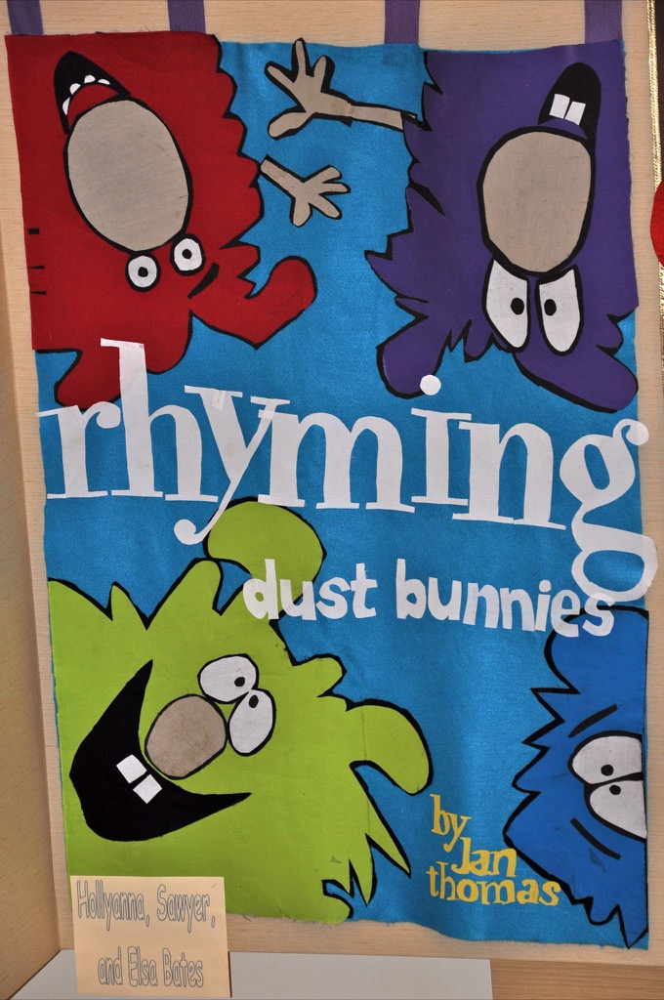 rhyming
dust bunnies
by
Jan
thomas
Hollyanna, Sawyer,
and Elsa Bates